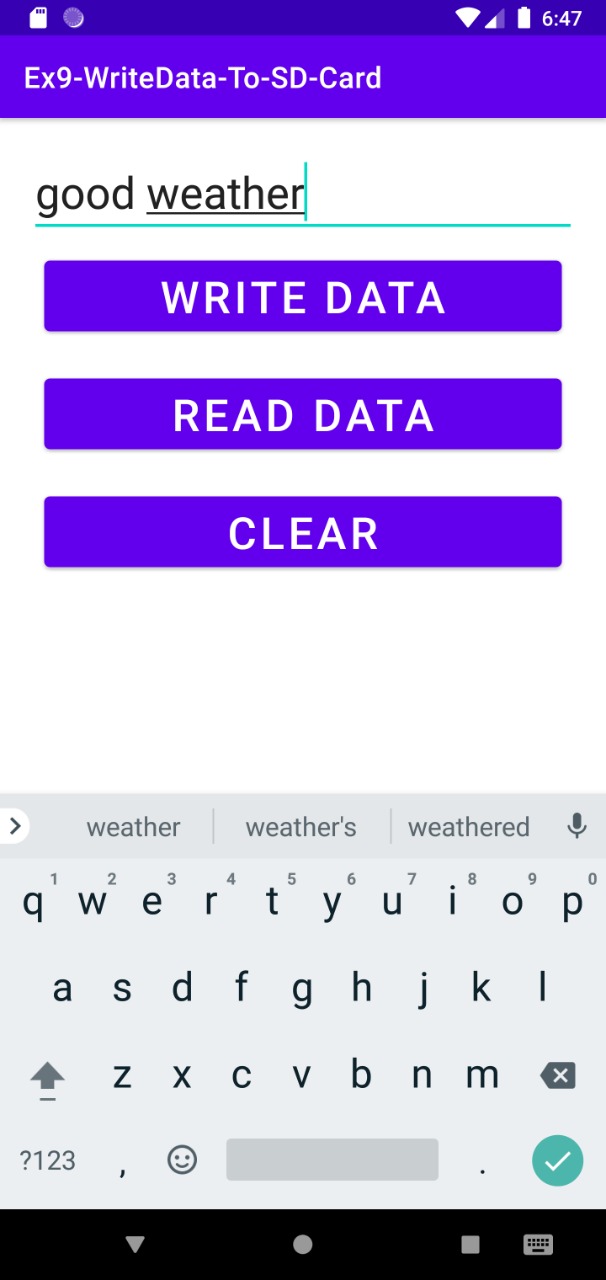 6:47
Ex9-WriteData-To-SD-Card
good weather
WRITE DATA
READ DATA
CLEAR
weather weather's weathered
1 2 3 4 5 6 7 8 9 0
q w e r t y u i o p
a s d f g h j k l
z x c v b n m
?123 , .